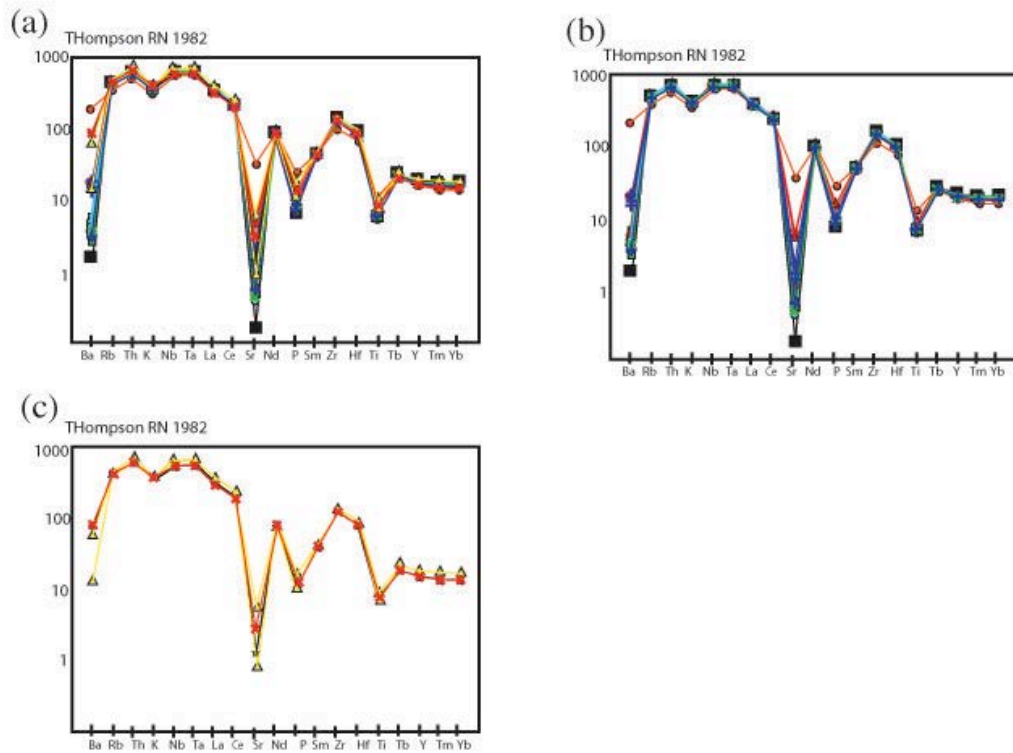 (a)
THompson RN 1982
1000
100
10
1
Ba Rb Th K Nb Ta La Ce Sr Nd P Sm Zr Hf Ti Tb Y Tm Yb
(b)
THompson RN 1982
1000
100
10
1
Ba Rb Th K Nb Ta La Ce Sr Nd P Sm Zr Hf Ti Tb Y Tm Yb
(c)
THompson RN 1982
1000
100
10
1
Ba Rb Th K Nb Ta La Ce Sr Nd P Sm Zr Hf Ti Tb Y Tm Yb